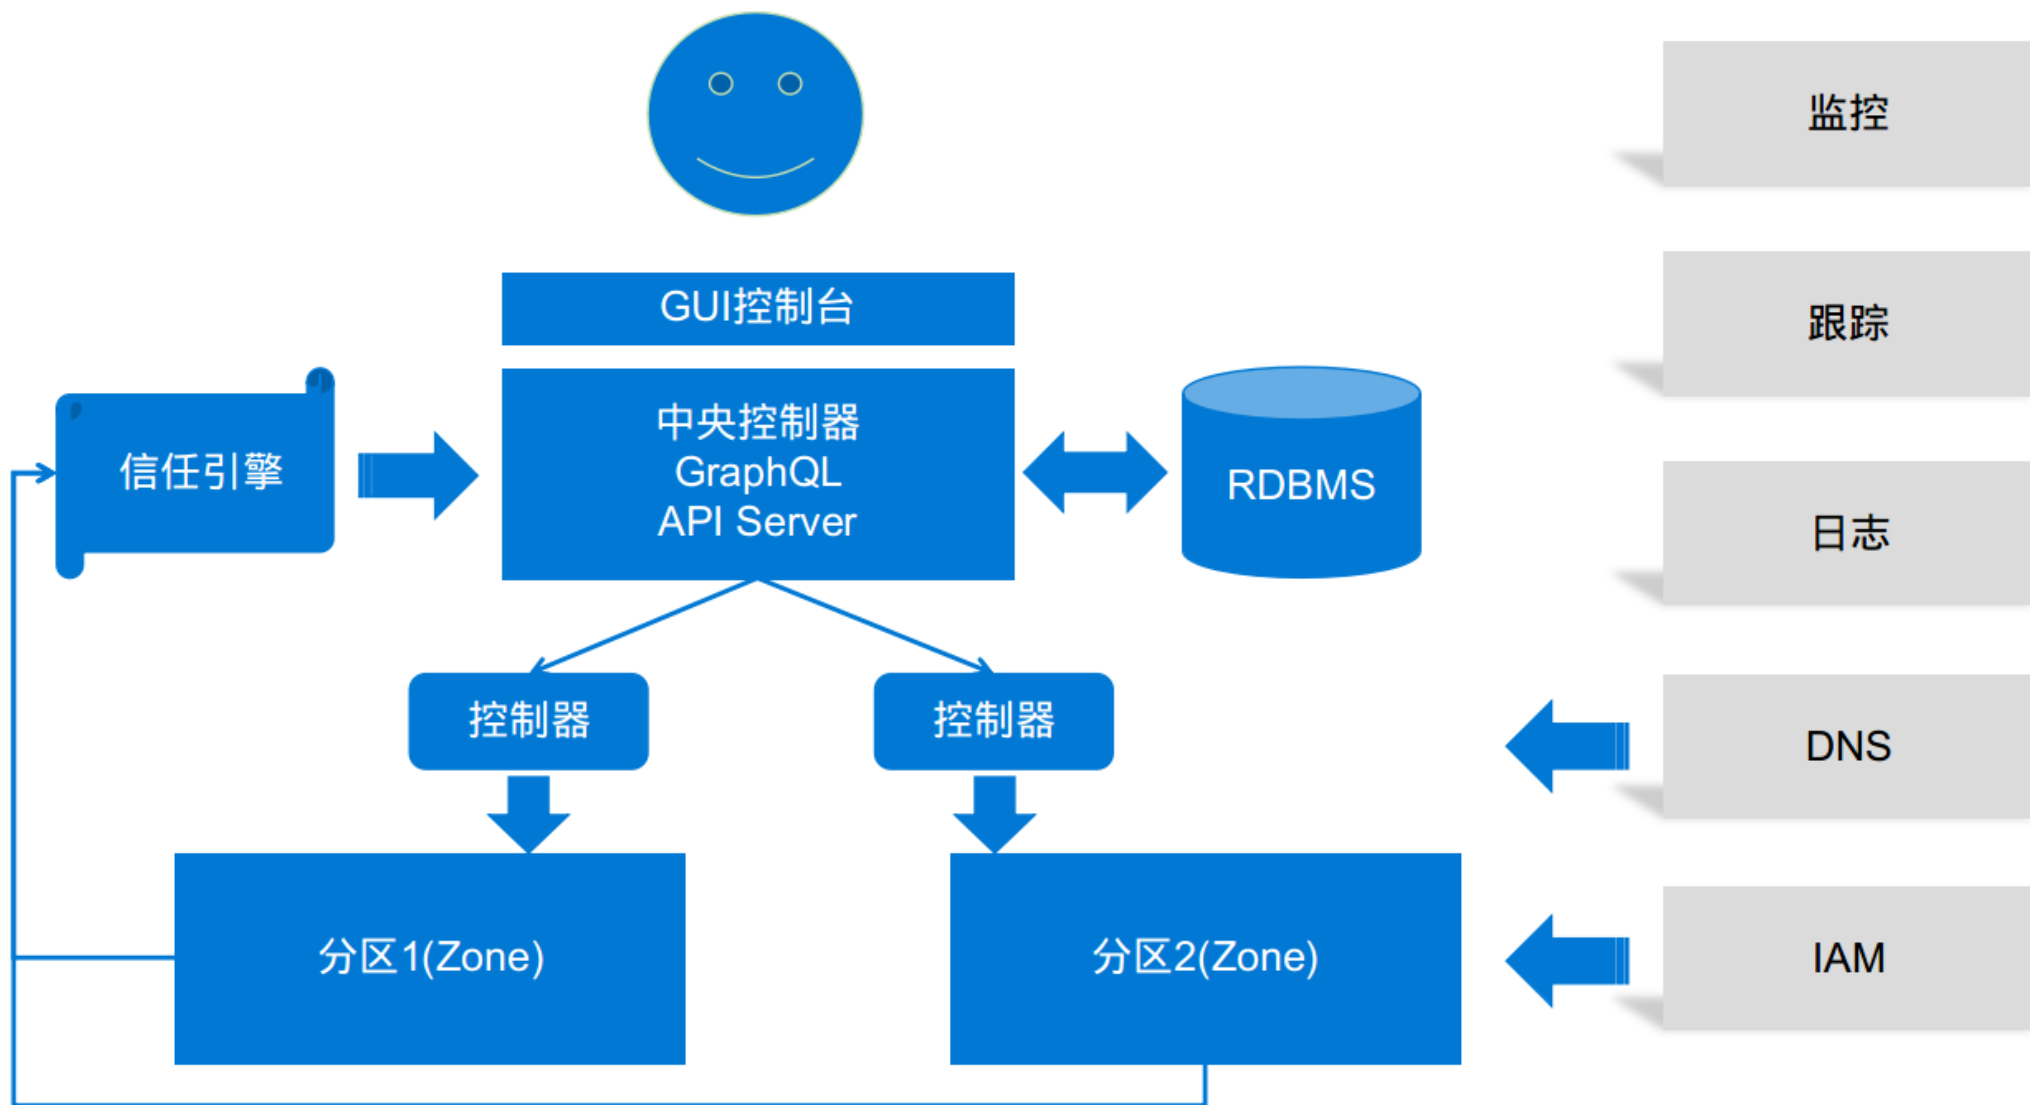 GUI控制台
信任引擎
中央控制器
GraphQL
API Server
RDBMS
控制器
控制器
分区1(Zone)
分区2(Zone)
监控
跟踪
日志
DNS
IAM